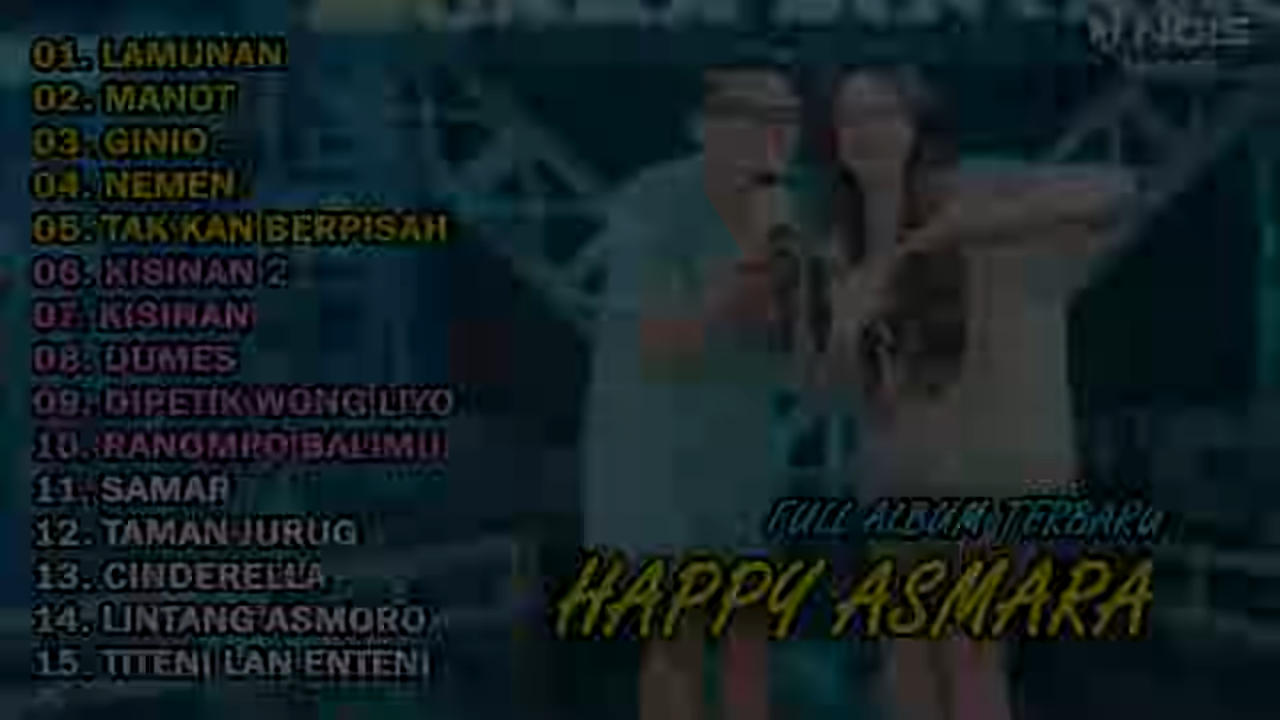 01. LAMUNAN
02. MANOT
03. GINIO
04. NEMEN
05. TAK KAN BERPISAH
06. KISINAN 2
07. KISINAN
08. DUMES
09. DIPETIK WONG LIYO
10. RANGMRO BALIMU
11. SAMAR
12. TAMAN JURUG
13. CINDERELLA
14. LINTANG ASMORO
15. TITENI LAN ENTENI
FULL ALBUM TERBARU
HAPPY ASMARA